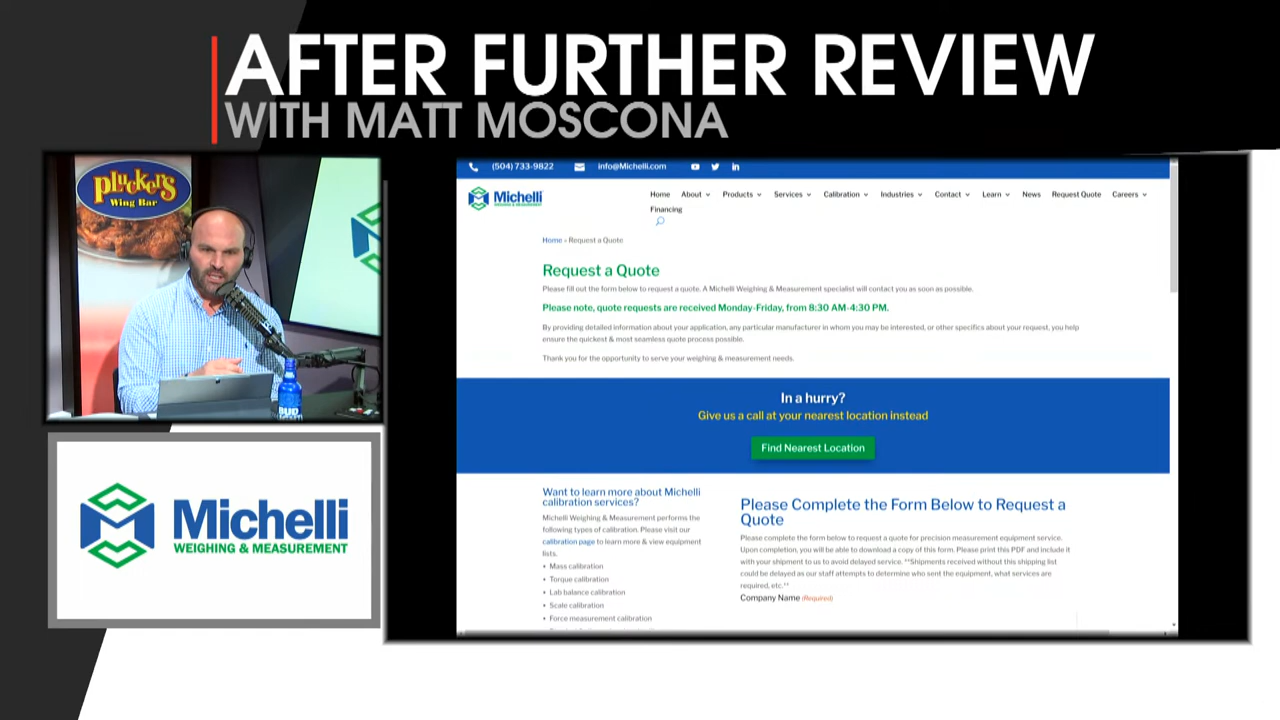 AFTER FURTHER REVIEW
WITH MATT MOSCONA
Pluckers
Wing Bar
BUD
Michelli
WEIGHING & MEASUREMENT
(504) 733-9822
info@Michelli.com
Michelli
WEIGHING & MEASUREMENT
Home About Products Services Calibration Industries Contact Learn News Request Quote Careers
Financing
Home » Request a Quote
Request a Quote
Please fill out the form below to request a quote. A Michelli Weighing & Measurement specialist will contact you as soon as possible.
Please note, quote requests are received Monday-Friday, from 8:30 AM-4:30 PM.
By providing detailed information about your application, any particular manufacturer in whom you may be interested, or other specifics about your request, you help
ensure the quickest & most seamless quote process possible.
Thank you for the opportunity to serve your weighing & measurement needs.
In a hurry?
Give us a call at your nearest location instead
Find Nearest Location
Want to learn more about Michelli
calibration services?
Michelli Weighing & Measurement performs the
following types of calibration. Please visit our
calibration page to learn more & view equipment
lists.
• Mass calibration
• Torque calibration
• Lab balance calibration
• Scale calibration
• Force measurement calibration
Please Complete the Form Below to Request a
Quote
Please complete the form below to request a quote for precision measurement equipment service.
Upon completion, you will be able to download a copy of this form. Please print this PDF and include it
with your shipment to us to avoid delayed service. **Shipments received without this shipping list
could be delayed as our staff attempts to determine who sent the equipment, what services are
required, etc.**
Company Name (Required)